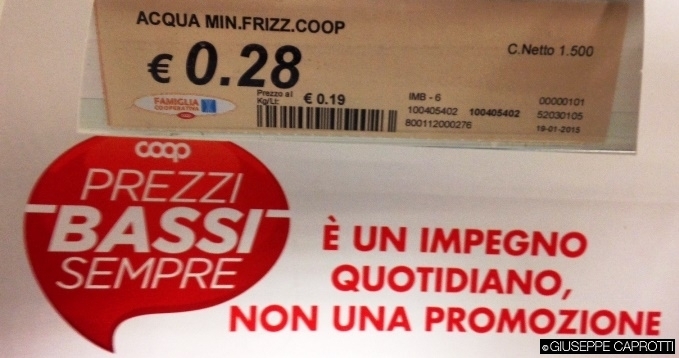 ACQUA MIN.FRIZZ.COOP
C.Netto 1.500
€ 0.28
Prezzo al
Kg/Lt: € 0.19
FAMIGLIA
COOPERATIVA
IMB - 6
00000101
100405402 100405402 52030105
800112000276 19-01-2015
coop
PREZZI
BASSI
SEMPRE
È UN IMPEGNO
QUOTIDIANO,
NON UNA PROMOZIONE
©GIUSEPPE CAPROTTI